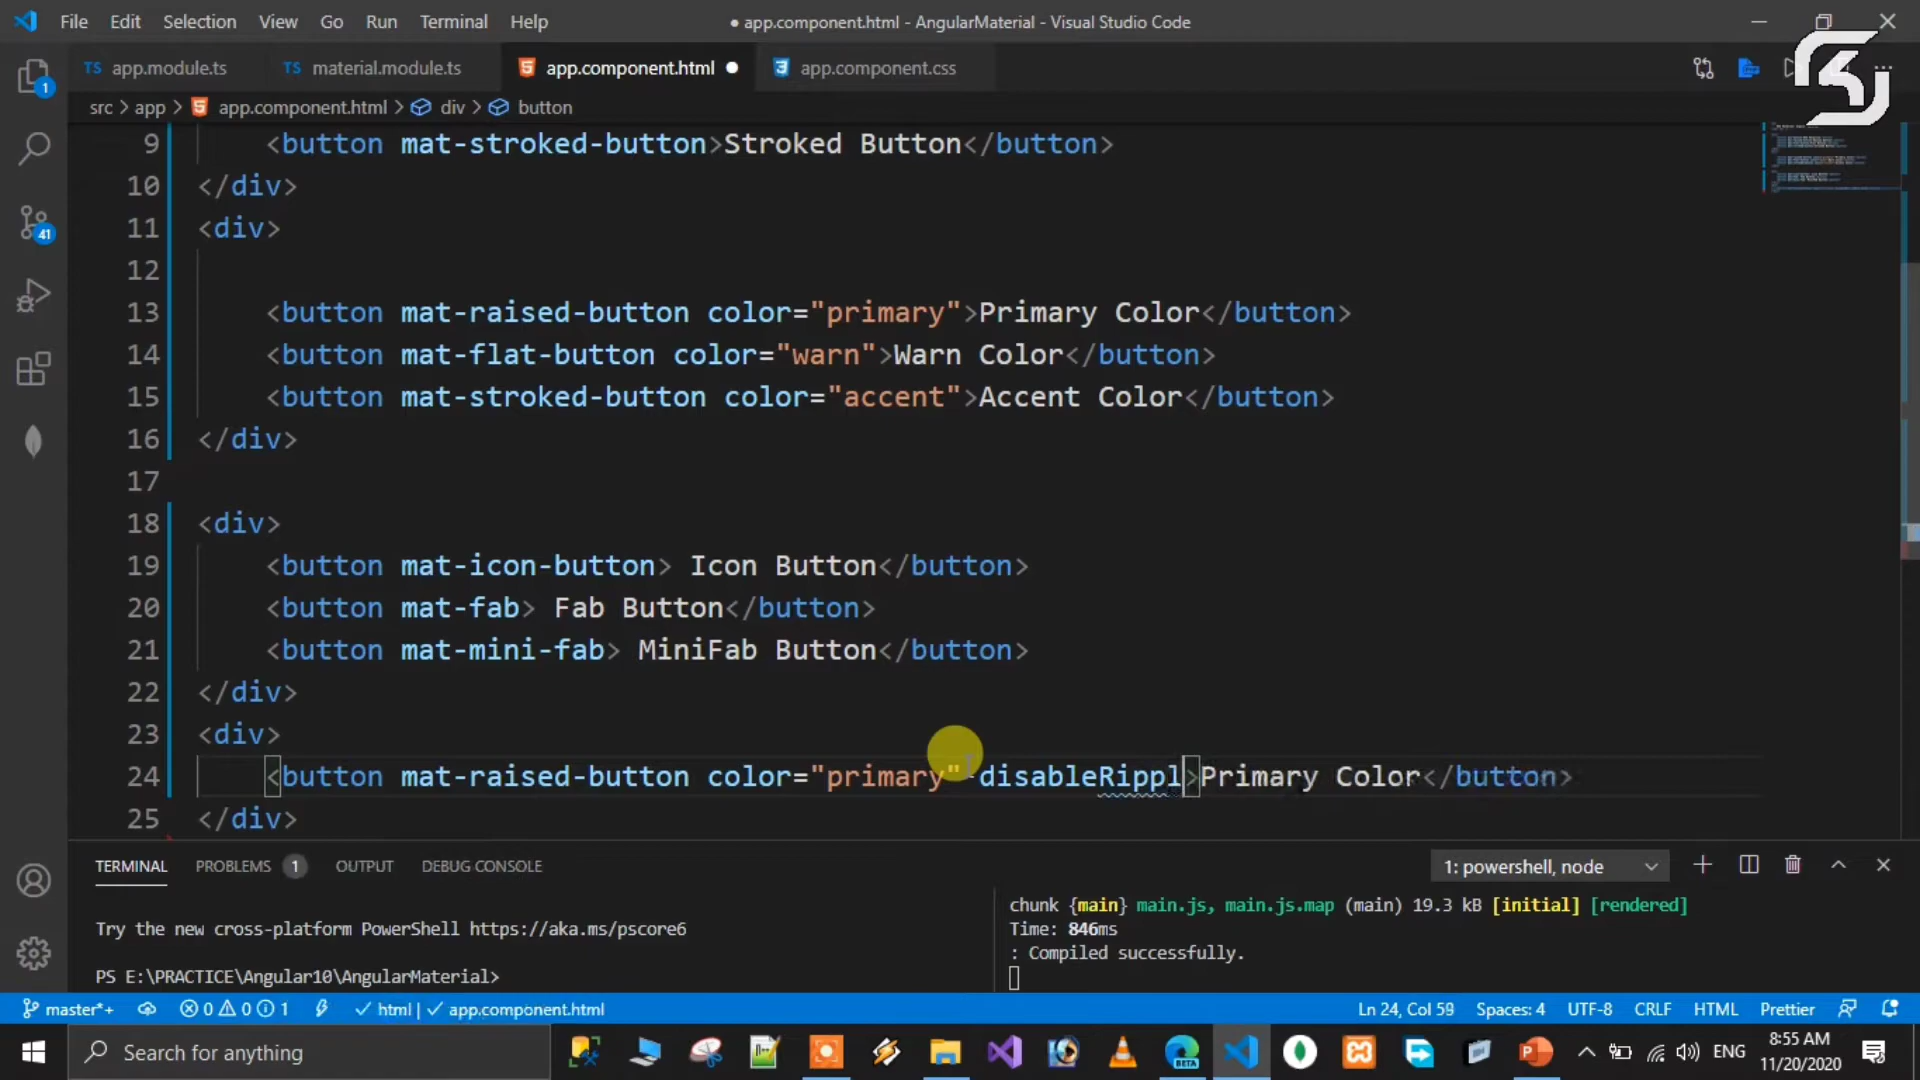 File Edit Selection View Go Run Terminal Help
● app.component.html - AngularMaterial - Visual Studio Code
TS app.module.ts TS material.module.ts app.component.html app.component.css
src > app > app.component.html > div > button
9 <button mat-stroked-button>Stroked Button</button>
10 </div>
11 <div>
12
13 <button mat-raised-button color="primary">Primary Color</button>
14 <button mat-flat-button color="warn">Warn Color</button>
15 <button mat-stroked-button color="accent">Accent Color</button>
16 </div>
17
18 <div>
19 <button mat-icon-button> Icon Button</button>
20 <button mat-fab> Fab Button</button>
21 <button mat-mini-fab> MiniFab Button</button>
22 </div>
23 <div>
24 <button mat-raised-button color="primary" disableRippl>Primary Color</button>
25 </div>
1
41
TERMINAL PROBLEMS 1 OUTPUT DEBUG CONSOLE 1: powershell, node
Try the new cross-platform PowerShell https://aka.ms/pscore6
PS E:\PRACTICE\Angular10\AngularMaterial>
chunk {main} main.js, main.js.map (main) 19.3 kB [initial] [rendered]
Time: 846ms
: Compiled successfully.
master*+ 0 0 1 html | app.component.html Ln 24, Col 59 Spaces: 4 UTF-8 CRLF HTML Prettier
Search for anything
BETA
ENG
8:55 AM
11/20/2020